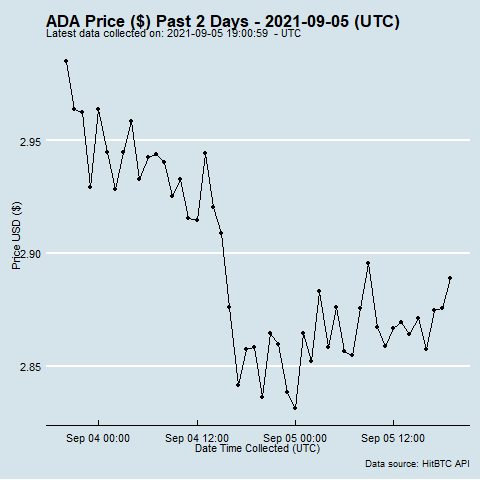 ADA Price ($) Past 2 Days - 2021-09-05 (UTC)
Latest data collected on: 2021-09-05 19:00:59  - UTC
2.95
2.90
2.85
Price USD ($)
Sep 04 00:00
Sep 04 12:00
Sep 05 00:00
Sep 05 12:00
Date Time Collected (UTC)
Data source: HitBTC API